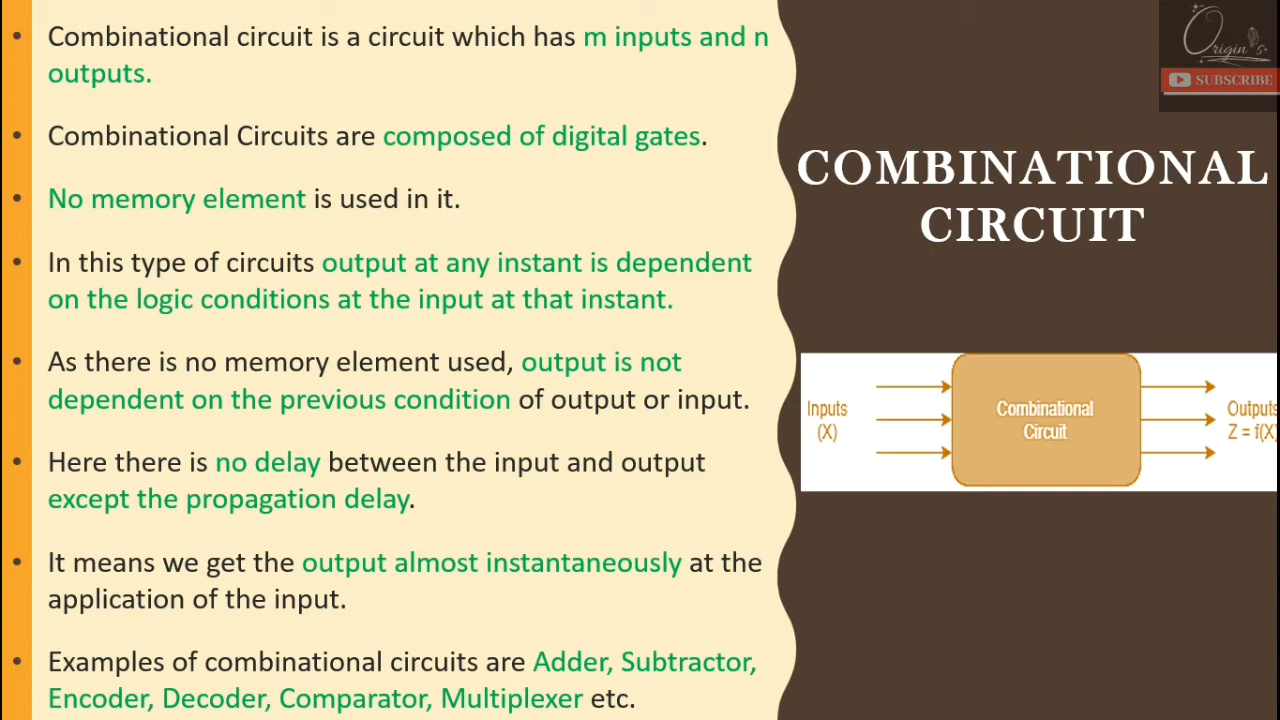 • Combinational circuit is a circuit which has m inputs and n
outputs.
• Combinational Circuits are composed of digital gates.
• No memory element is used in it.
• In this type of circuits output at any instant is dependent
on the logic conditions at the input at that instant.
• As there is no memory element used, output is not
dependent on the previous condition of output or input.
• Here there is no delay between the input and output
except the propagation delay.
• It means we get the output almost instantaneously at the
application of the input.
• Examples of combinational circuits are Adder, Subtractor,
Encoder, Decoder, Comparator, Multiplexer etc.
Origin's
SUBSCRIBE
COMBINATIONAL
CIRCUIT
Inputs
(X)
Combinational
Circuit
Outputs
Z = f(X)